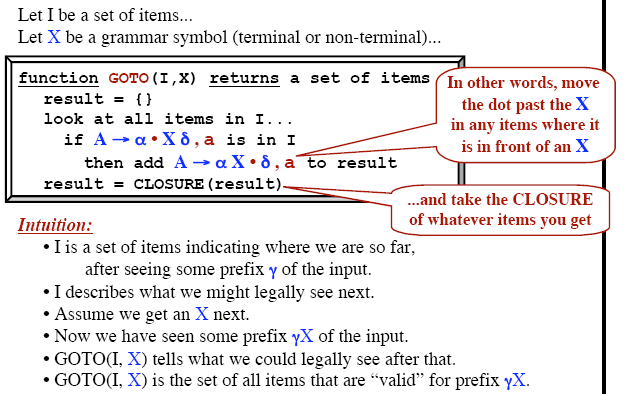 Let I be a set of items...
Let X be a grammar symbol (terminal or non-terminal)...
function GOTO(I,X) returns a set of items
result = {}
look at all items in I...
if A → α • X δ , a is in I
then add A → α X • δ , a to result
result = CLOSURE(result)
In other words, move
the dot past the X
in any items where it
is in front of an X
...and take the CLOSURE
of whatever items you get
Intuition:
• I is a set of items indicating where we are so far,
after seeing some prefix γ of the input.
• I describes what we might legally see next.
• Assume we get an X next.
• Now we have seen some prefix γX of the input.
• GOTO(I, X) tells what we could legally see after that.
• GOTO(I, X) is the set of all items that are “valid” for prefix γX.